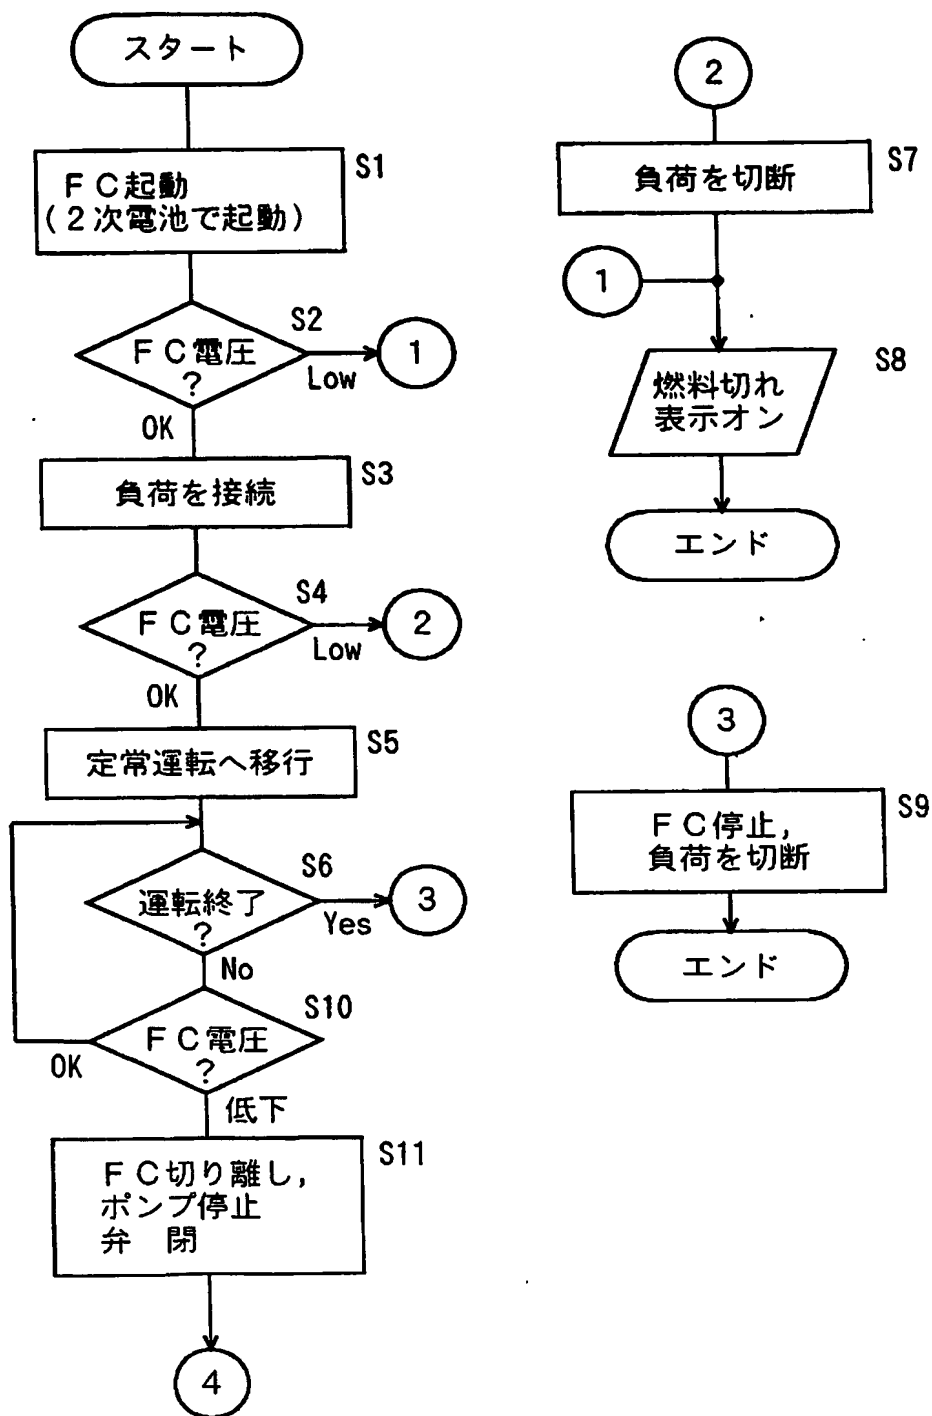 スタート
FC起動
(2次電池で起動)
S1
FC電圧
?
S2
Low
1
OK
負荷を接続
S3
FC電圧
?
S4
Low
2
OK
定常運転へ移行
S5
運転終了
?
S6
Yes
3
No
FC電圧
?
S10
OK
低下
FC切り離し,
ポンプ停止
弁 閉
S11
4
2
負荷を切断
S7
1
燃料切れ
表示オン
S8
エンド
3
FC停止,
負荷を切断
S9
エンド